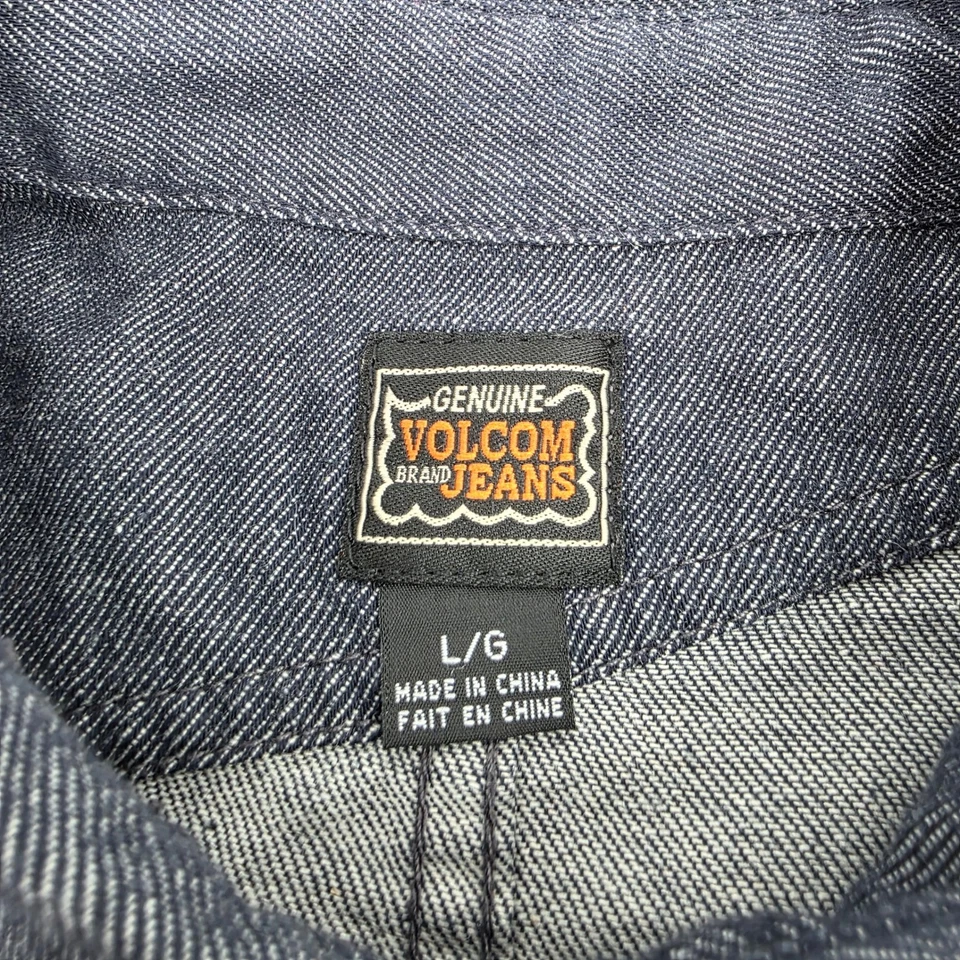 GENUINE
VOLCOM
BRAND JEANS
L/G
MADE IN CHINA
FAIT EN CHINE